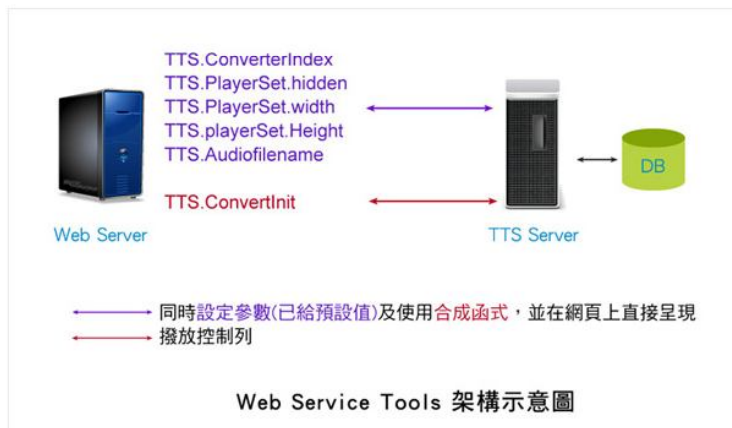 TTS.ConverterIndex
TTS.PlayerSet.hidden
TTS.PlayerSet.width
TTS.playerSet.Height
TTS.Audiofilename
TTS.ConvertInit
Web Server
TTS Server
DB
同時設定參數(已給預設值)及使用合成函式，並在網頁上直接呈現
撥放控制列
Web Service Tools 架構示意圖